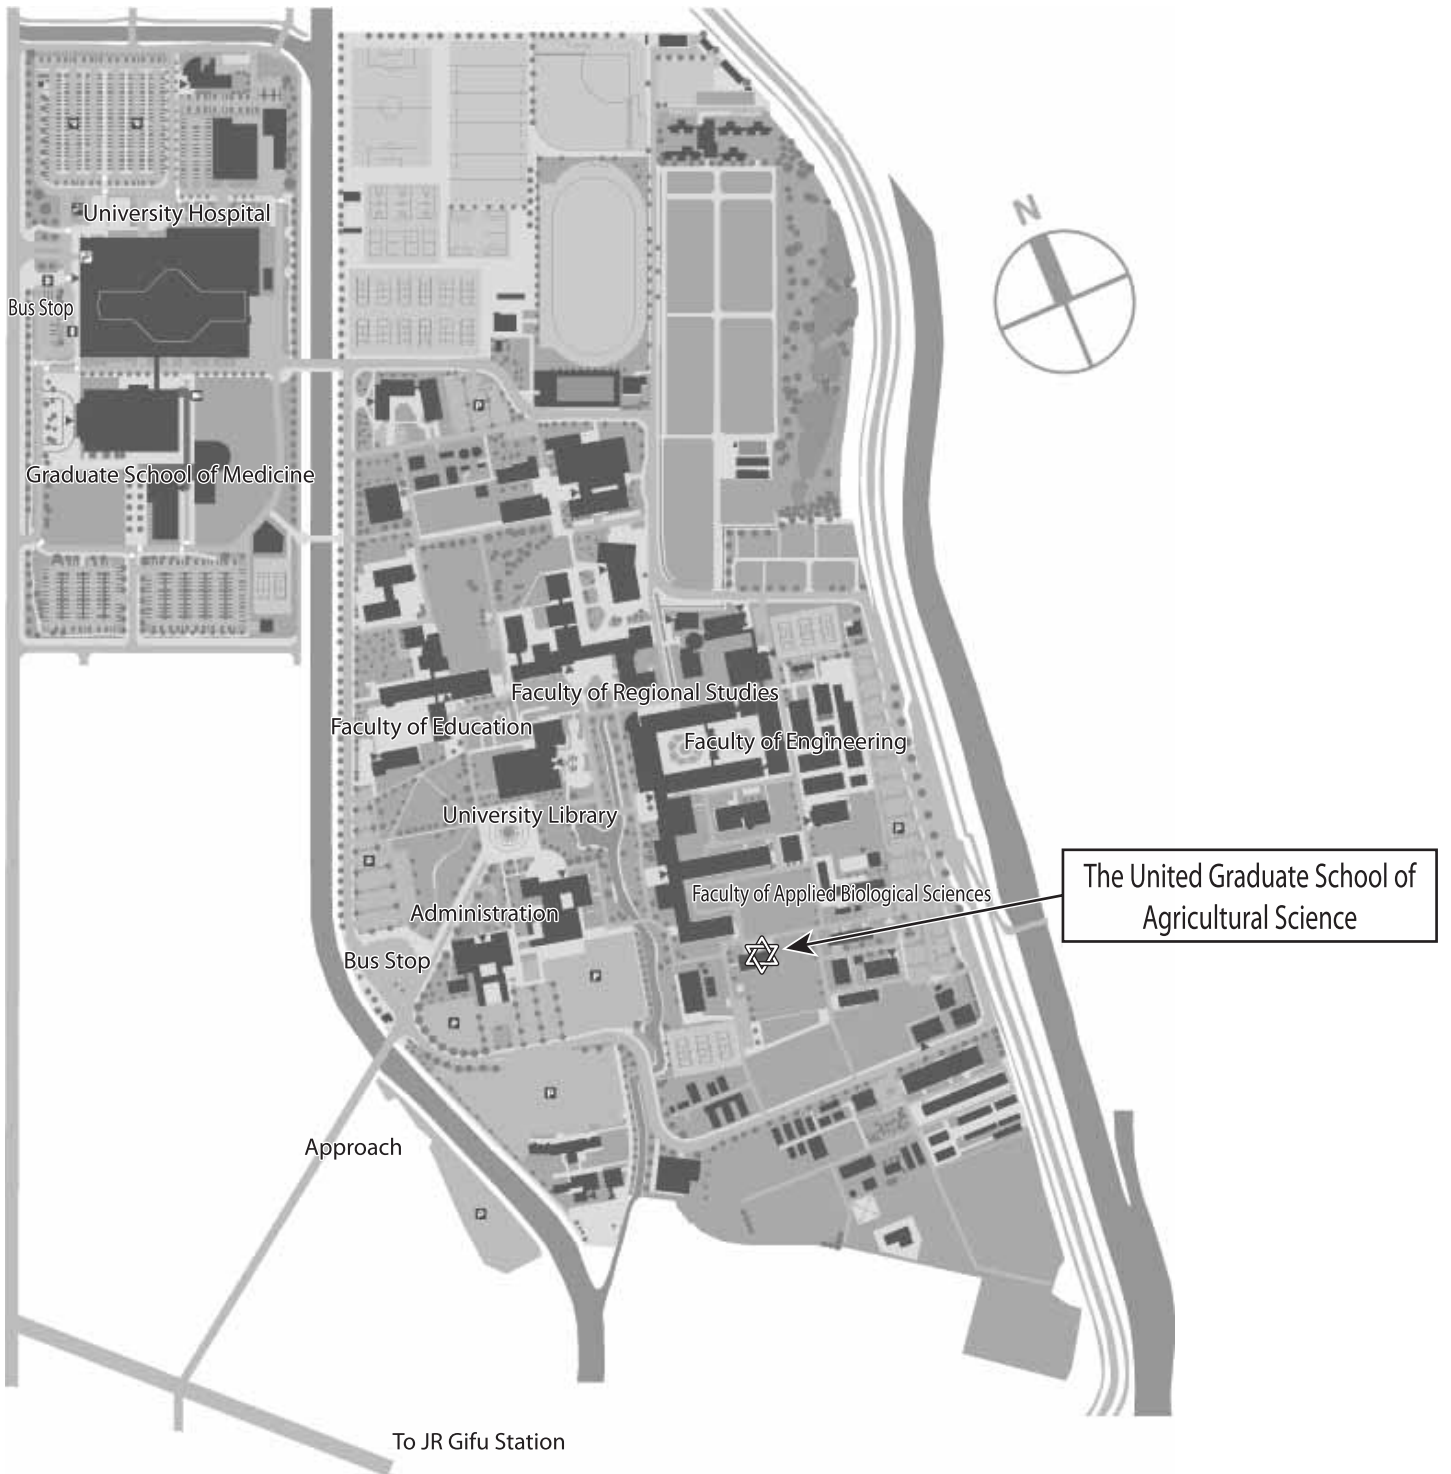 N
University Hospital
Bus Stop
Graduate School of Medicine
P
Faculty of Regional Studies
Faculty of Education
Faculty of Engineering
University Library
P
P
The United Graduate School of
Agricultural Science
Faculty of Applied Biological Sciences
Administration
Bus Stop
P
P
P
Approach
P
To JR Gifu Station